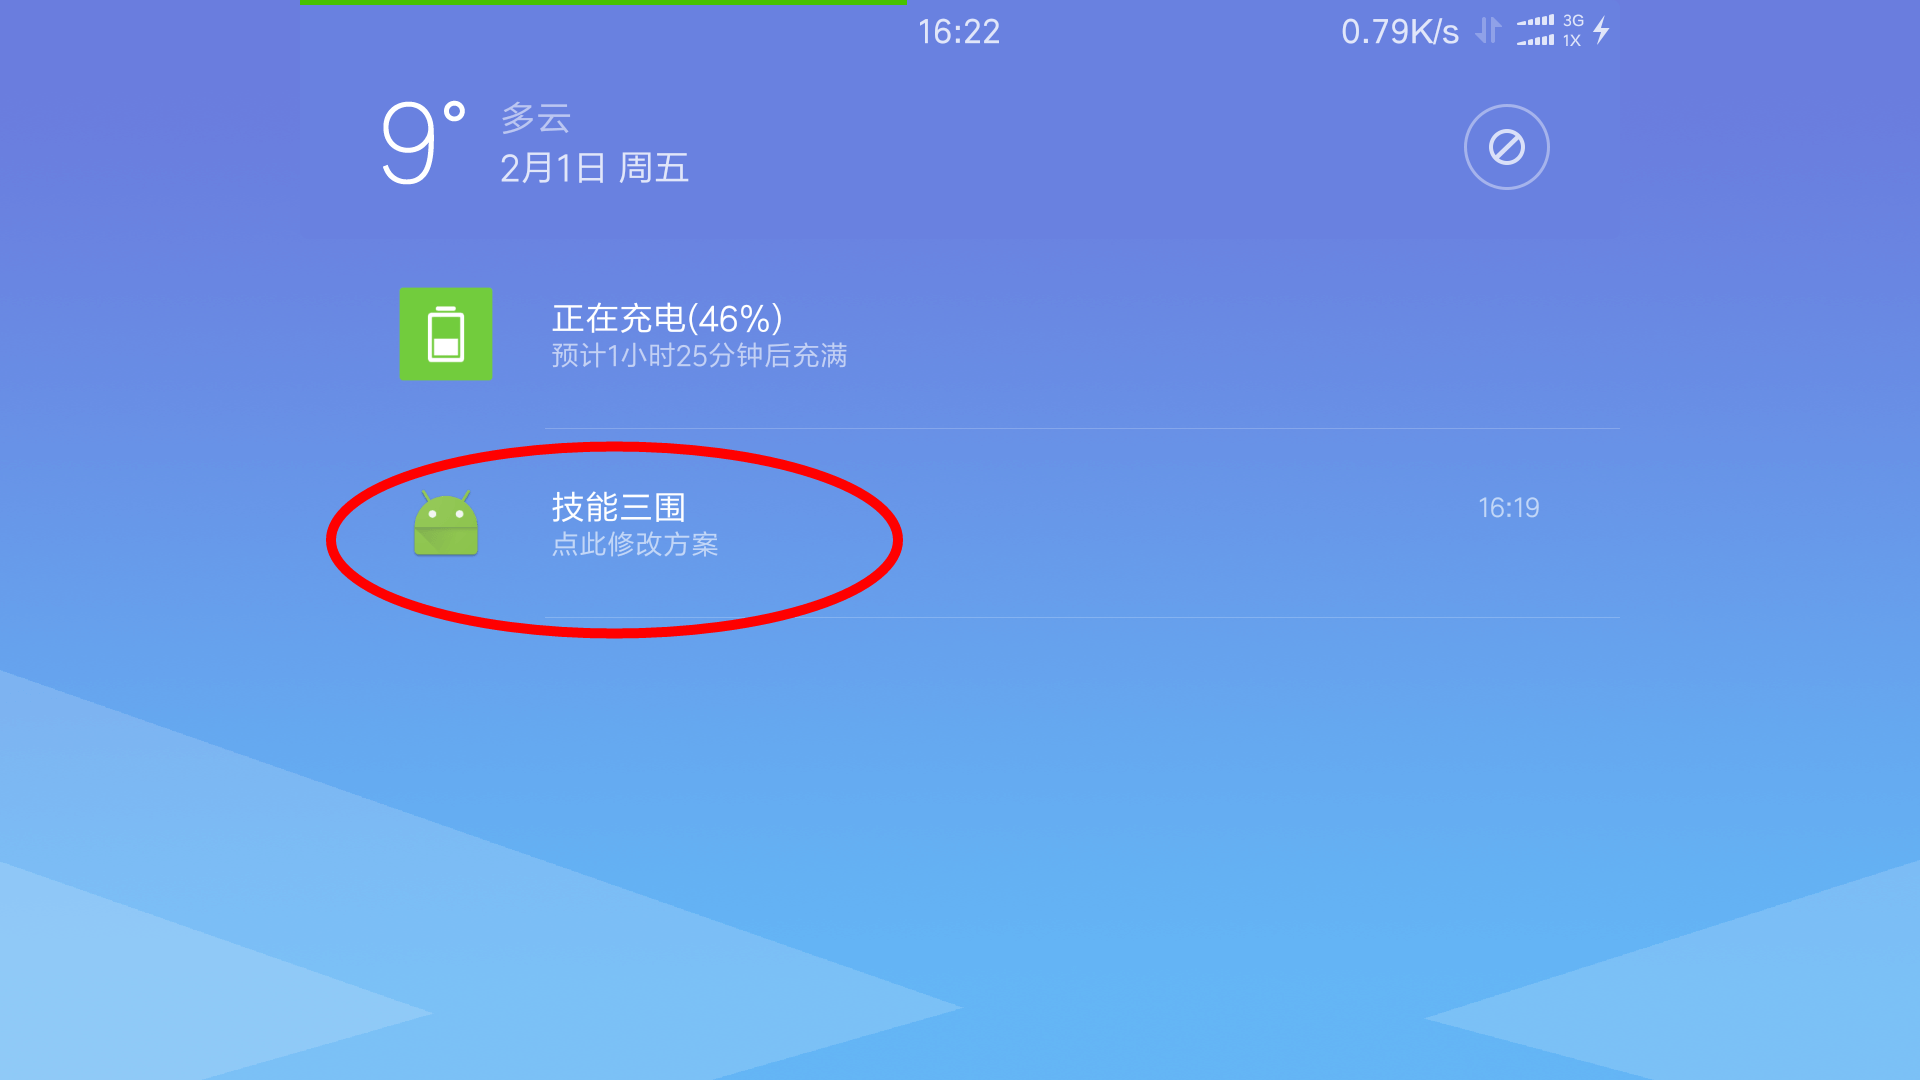 16:22
0.79K/s
3G
1X
9°
多云
2月1日 周五
正在充电(46%)
预计1小时25分钟后充满
技能三围
16:19
点此修改方案